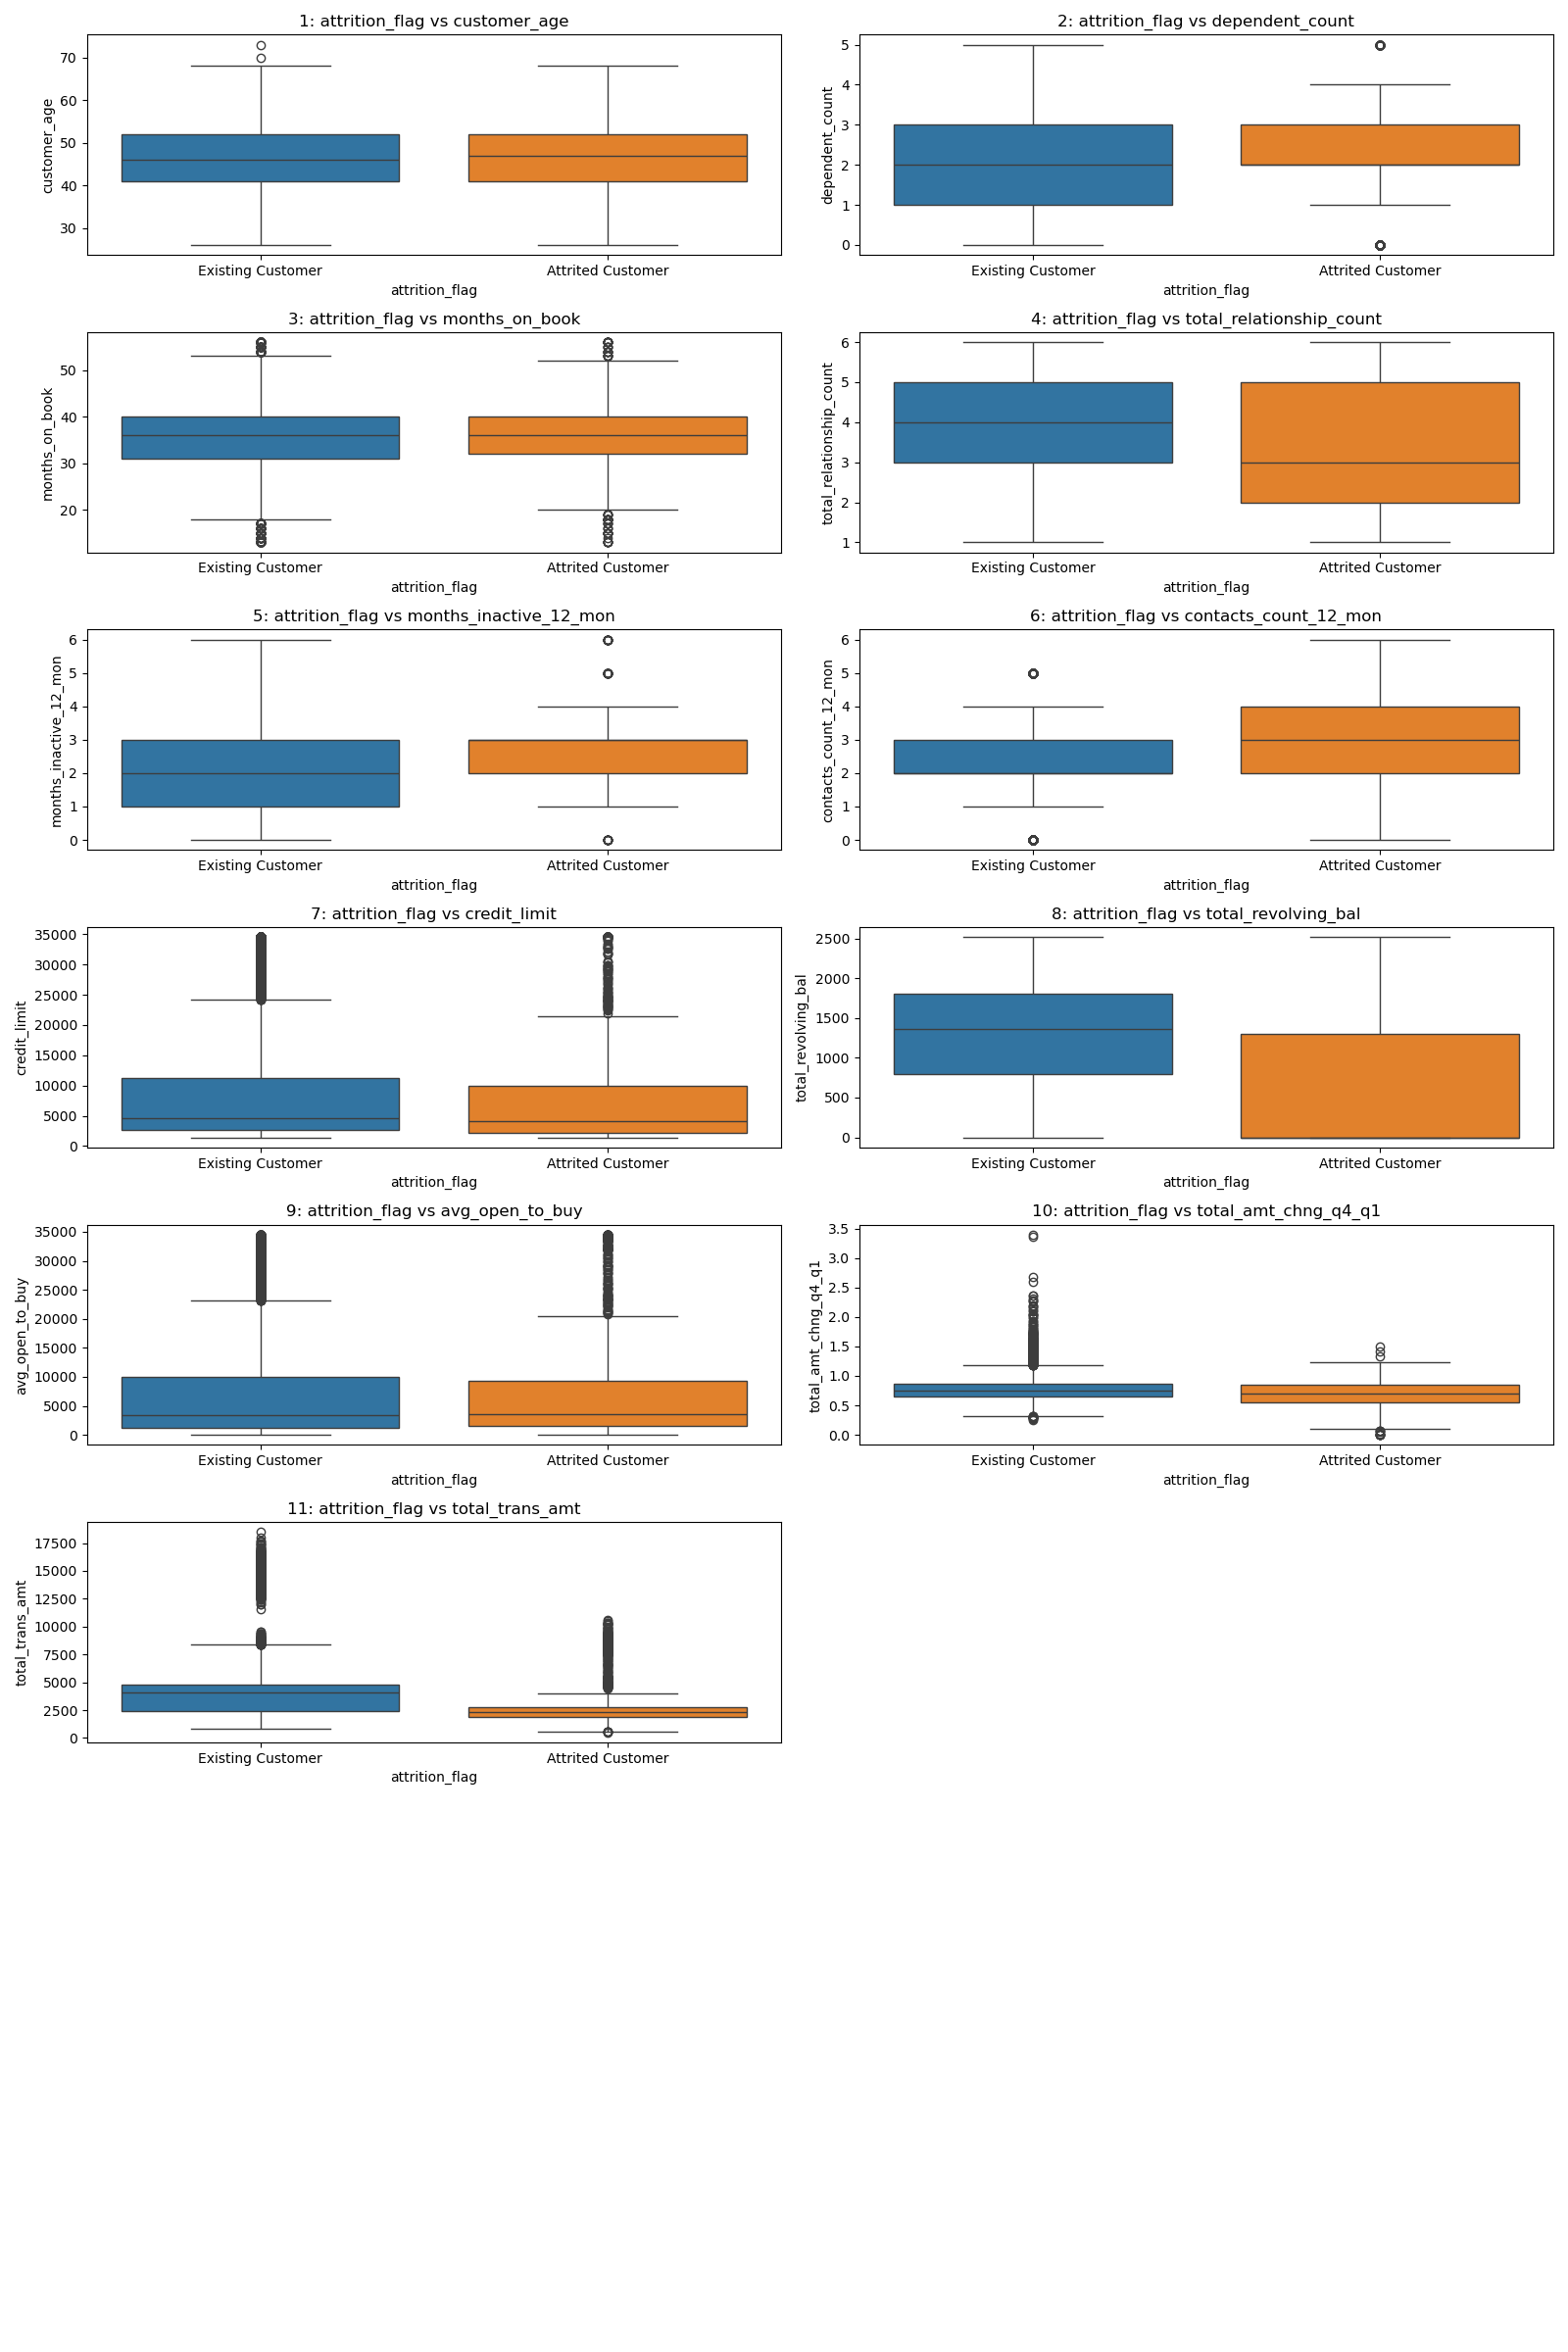 1: attrition_flag vs customer_age
customer_age
70
60
50
40
30
Existing Customer
Attrited Customer
attrition_flag
2: attrition_flag vs dependent_count
dependent_count
5
4
3
2
1
0
Existing Customer
Attrited Customer
attrition_flag
3: attrition_flag vs months_on_book
months_on_book
50
40
30
20
Existing Customer
Attrited Customer
attrition_flag
4: attrition_flag vs total_relationship_count
total_relationship_count
6
5
4
3
2
1
Existing Customer
Attrited Customer
attrition_flag
5: attrition_flag vs months_inactive_12_mon
months_inactive_12_mon
6
5
4
3
2
1
0
Existing Customer
Attrited Customer
attrition_flag
6: attrition_flag vs contacts_count_12_mon
contacts_count_12_mon
6
5
4
3
2
1
0
Existing Customer
Attrited Customer
attrition_flag
7: attrition_flag vs credit_limit
credit_limit
35000
30000
25000
20000
15000
10000
5000
0
Existing Customer
Attrited Customer
attrition_flag
8: attrition_flag vs total_revolving_bal
total_revolving_bal
2500
2000
1500
1000
500
0
Existing Customer
Attrited Customer
attrition_flag
9: attrition_flag vs avg_open_to_buy
avg_open_to_buy
35000
30000
25000
20000
15000
10000
5000
0
Existing Customer
Attrited Customer
attrition_flag
10: attrition_flag vs total_amt_chng_q4_q1
total_amt_chng_q4_q1
3.5
3.0
2.5
2.0
1.5
1.0
0.5
0.0
Existing Customer
Attrited Customer
attrition_flag
11: attrition_flag vs total_trans_amt
total_trans_amt
17500
15000
12500
10000
7500
5000
2500
0
Existing Customer
Attrited Customer
attrition_flag